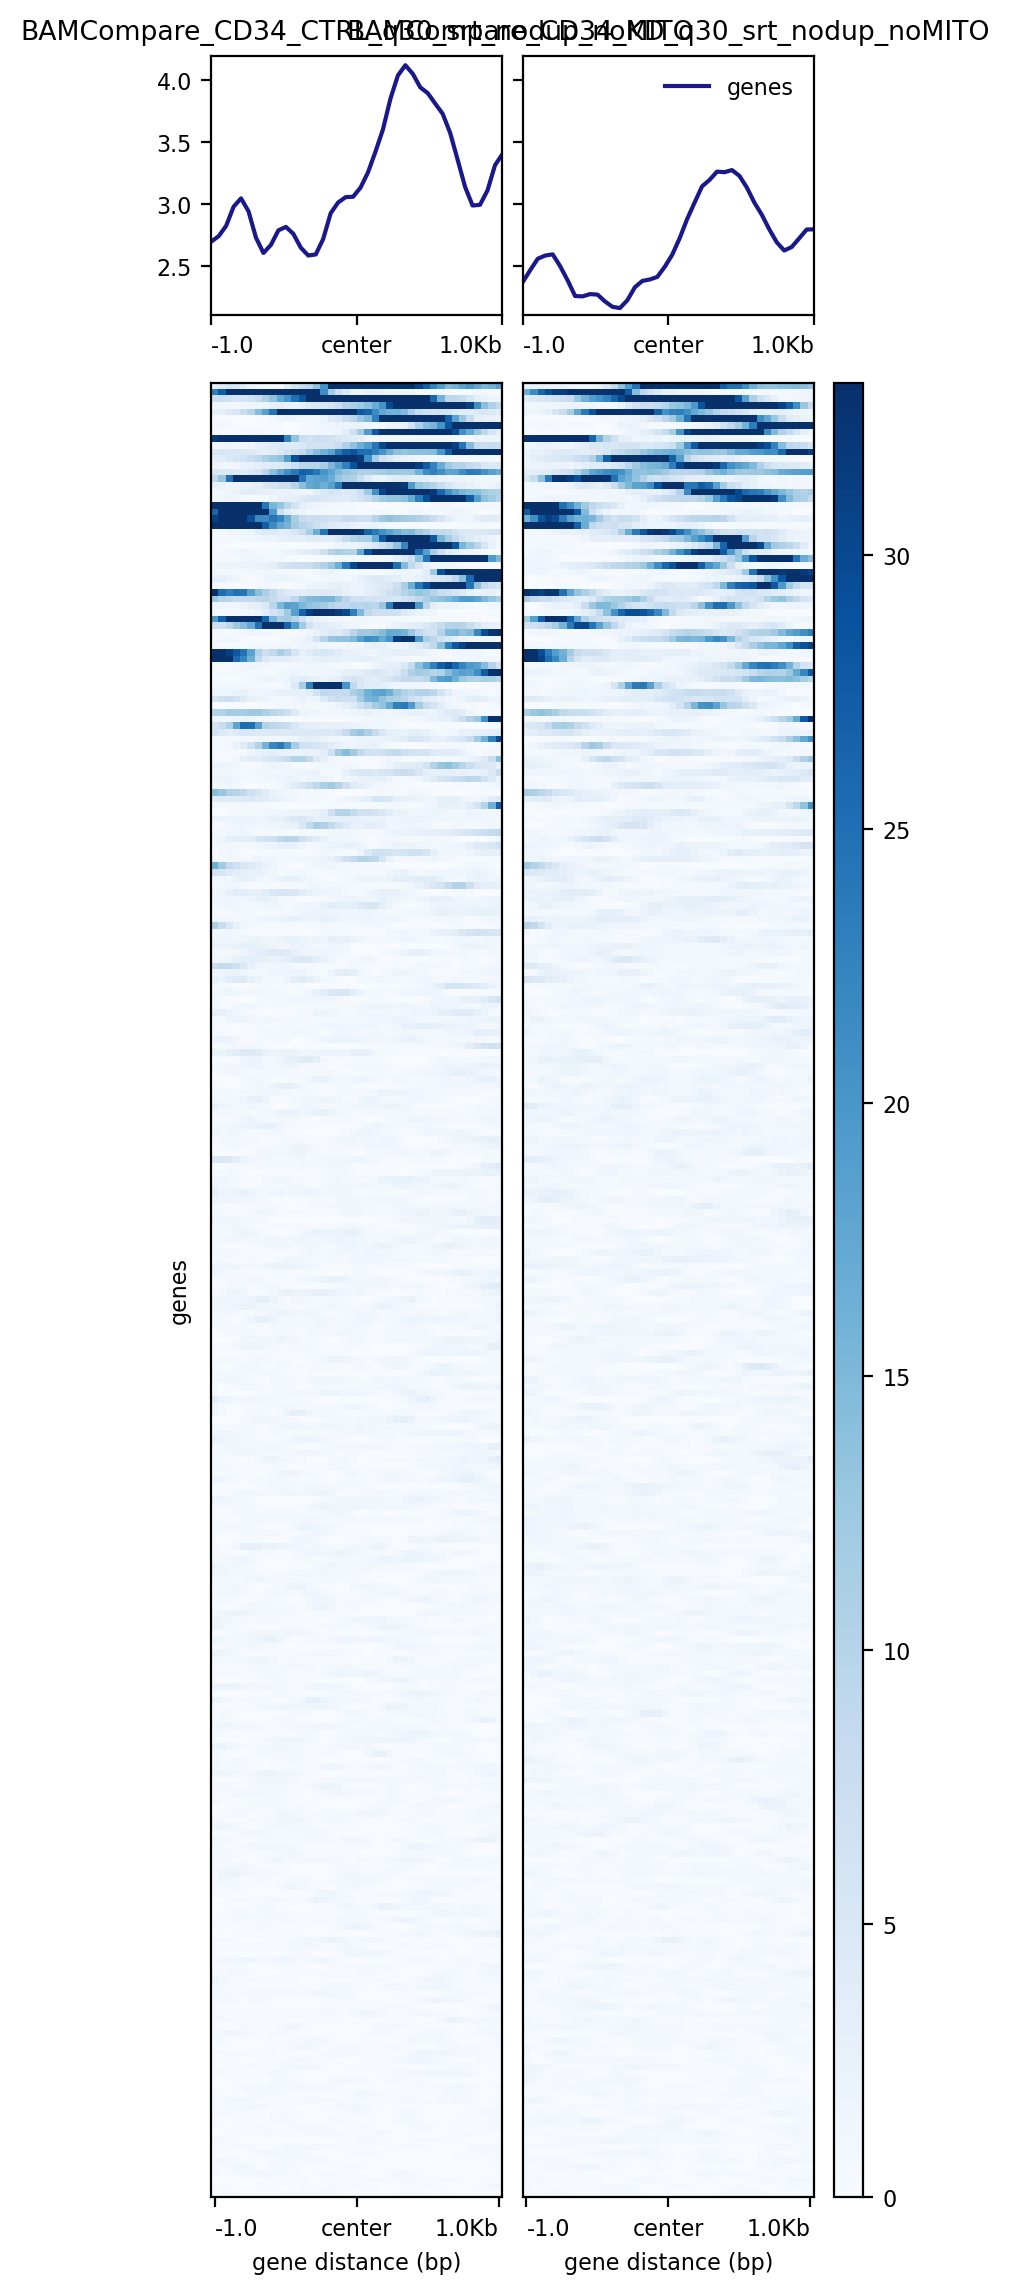 BAMCompare_CD34_CTRL_q30_srt_nodup_noMITO BAMCompare_CD34_KD_q30_srt_nodup_noMITO
4.0
3.5
3.0
2.5
genes
-1.0 center 1.0Kb -1.0 center 1.0Kb
30
25
20
15
10
5
0
genes
-1.0 center 1.0Kb -1.0 center 1.0Kb
gene distance (bp) gene distance (bp)